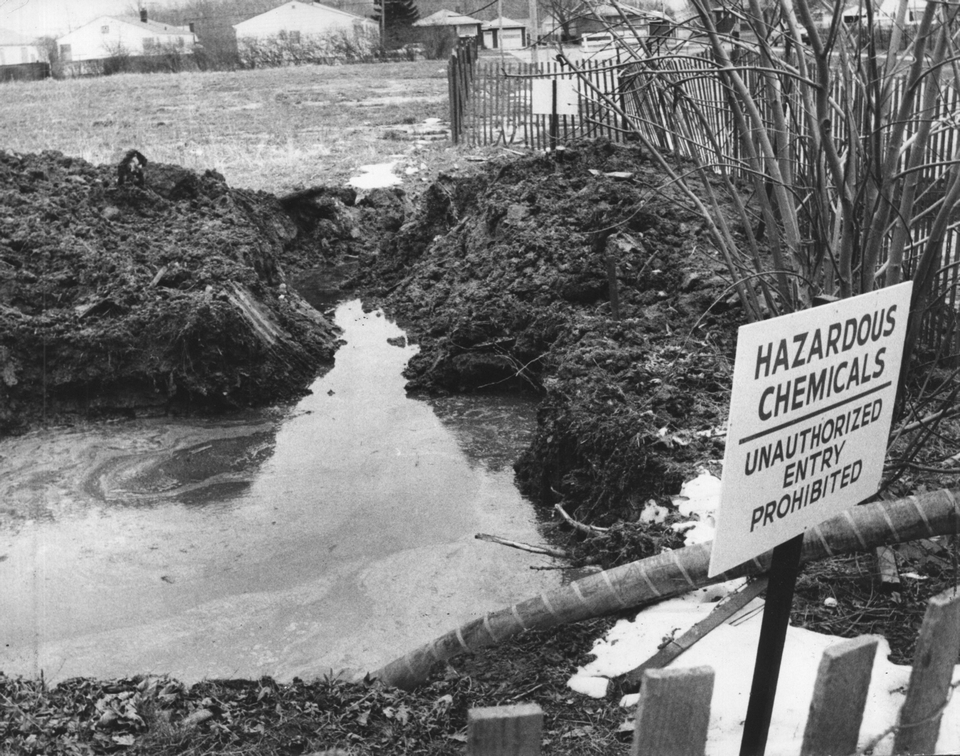 HAZARDOUS
CHEMICALS
UNAUTHORIZED
ENTRY
PROHIBITED